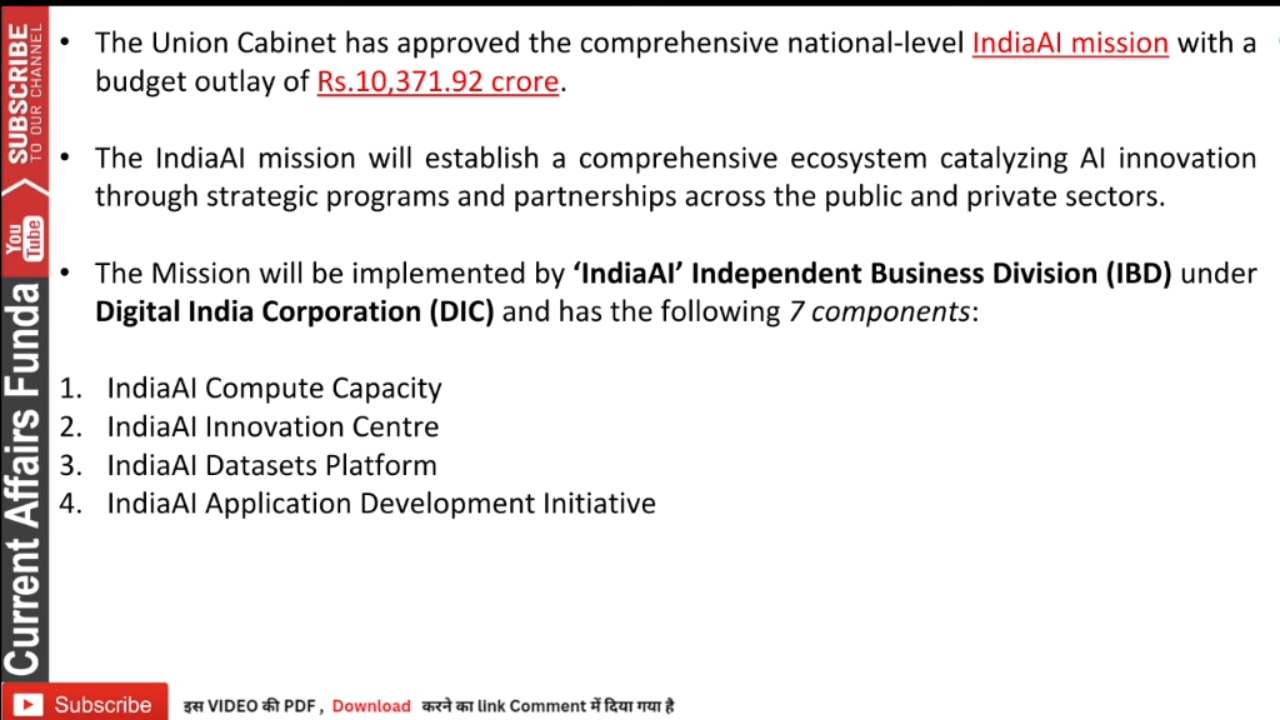 • The Union Cabinet has approved the comprehensive national-level IndiaAI mission with a
budget outlay of Rs.10,371.92 crore.
• The IndiaAI mission will establish a comprehensive ecosystem catalyzing AI innovation
through strategic programs and partnerships across the public and private sectors.
• The Mission will be implemented by ‘IndiaAI’ Independent Business Division (IBD) under
Digital India Corporation (DIC) and has the following 7 components:
1. IndiaAI Compute Capacity
2. IndiaAI Innovation Centre
3. IndiaAI Datasets Platform
4. IndiaAI Application Development Initiative
SUBSCRIBE
TO OUR CHANNEL
You
Tube
Current Affairs Funda
Subscribe
इस VIDEO की PDF , Download करने का link Comment में दिया गया है